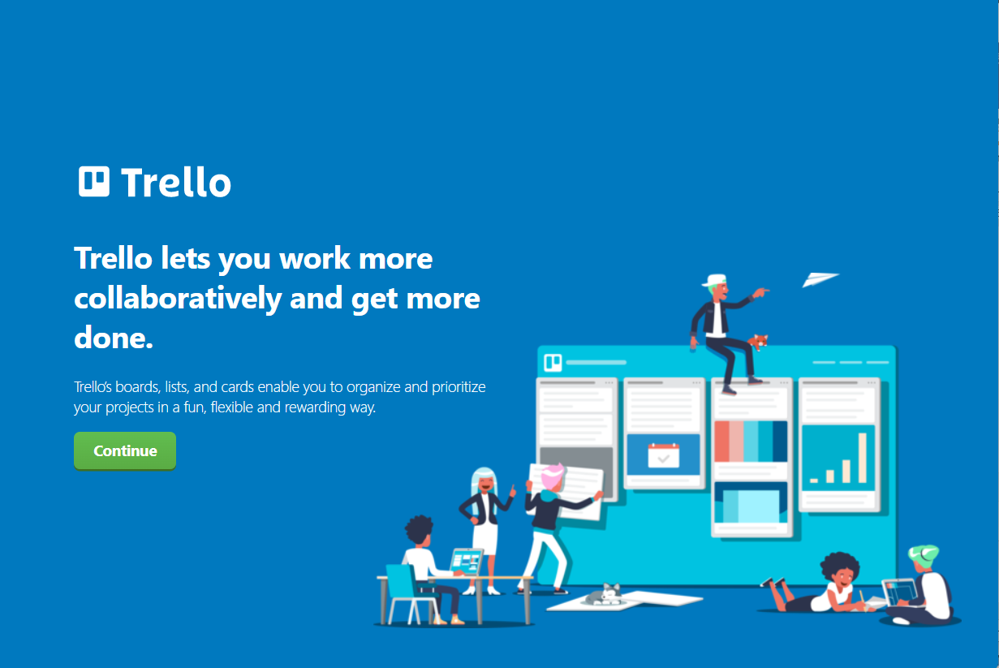 Trello
Trello lets you work more
collaboratively and get more
done.
Trello's boards, lists, and cards enable you to organize and prioritize
your projects in a fun, flexible and rewarding way.
Continue